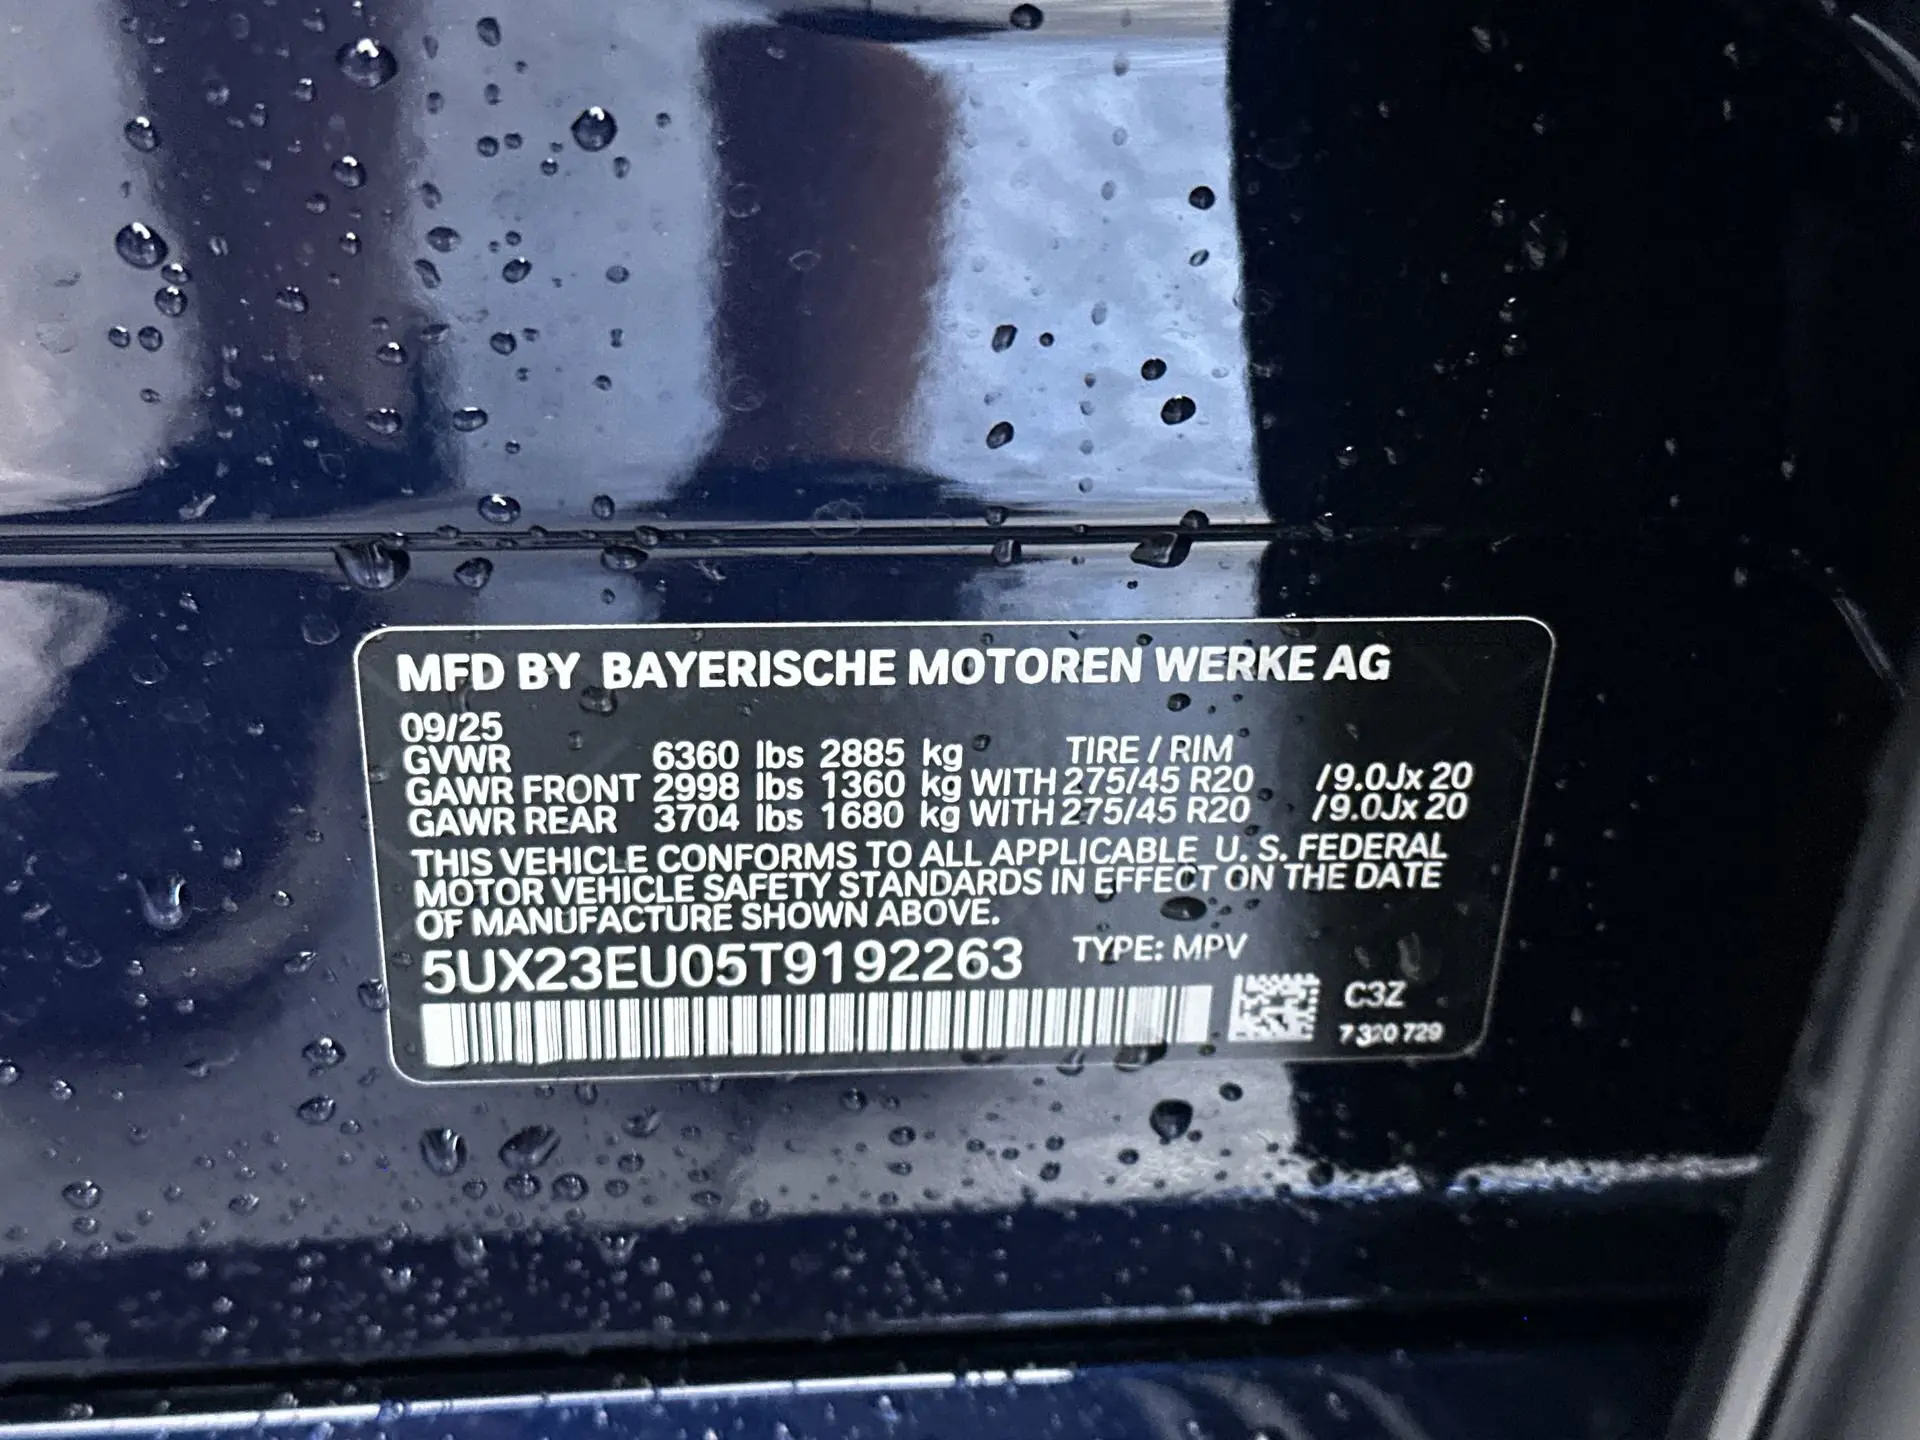 MFD BY BAYERISCHE MOTOREN WERKE AG
09/25
GVWR 6360 lbs 2885 kg TIRE / RIM
GAWR FRONT 2998 lbs 1360 kg WITH 275/45 R20 /9.0Jx 20
GAWR REAR 3704 lbs 1680 kg WITH 275/45 R20 /9.0Jx 20
THIS VEHICLE CONFORMS TO ALL APPLICABLE U. S. FEDERAL
MOTOR VEHICLE SAFETY STANDARDS IN EFFECT ON THE DATE
OF MANUFACTURE SHOWN ABOVE.
5UX23EU05T9192263 TYPE: MPV
C3Z
7 320 729